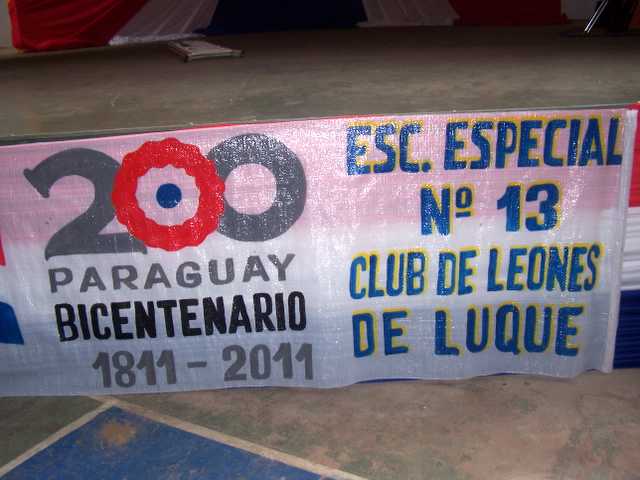 200
PARAGUAY
BICENTENARIO
1811 - 2011
ESC. ESPECIAL
Nº 13
CLUB DE LEONES
DE LUQUE